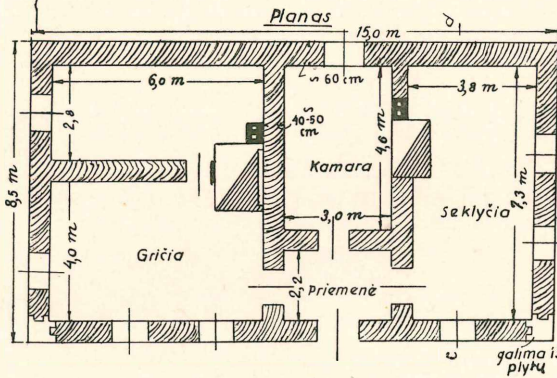 Planas
15,0 m
6,0 m
~ 60 cm
3,8 m
2,8
~
40-50
cm
4,6 m
8,5 m
Kamara
7,3 m
3,0 m
Seklyčia
4,0 m
Gričia
2,2
Priemenė
galima iš
plytų